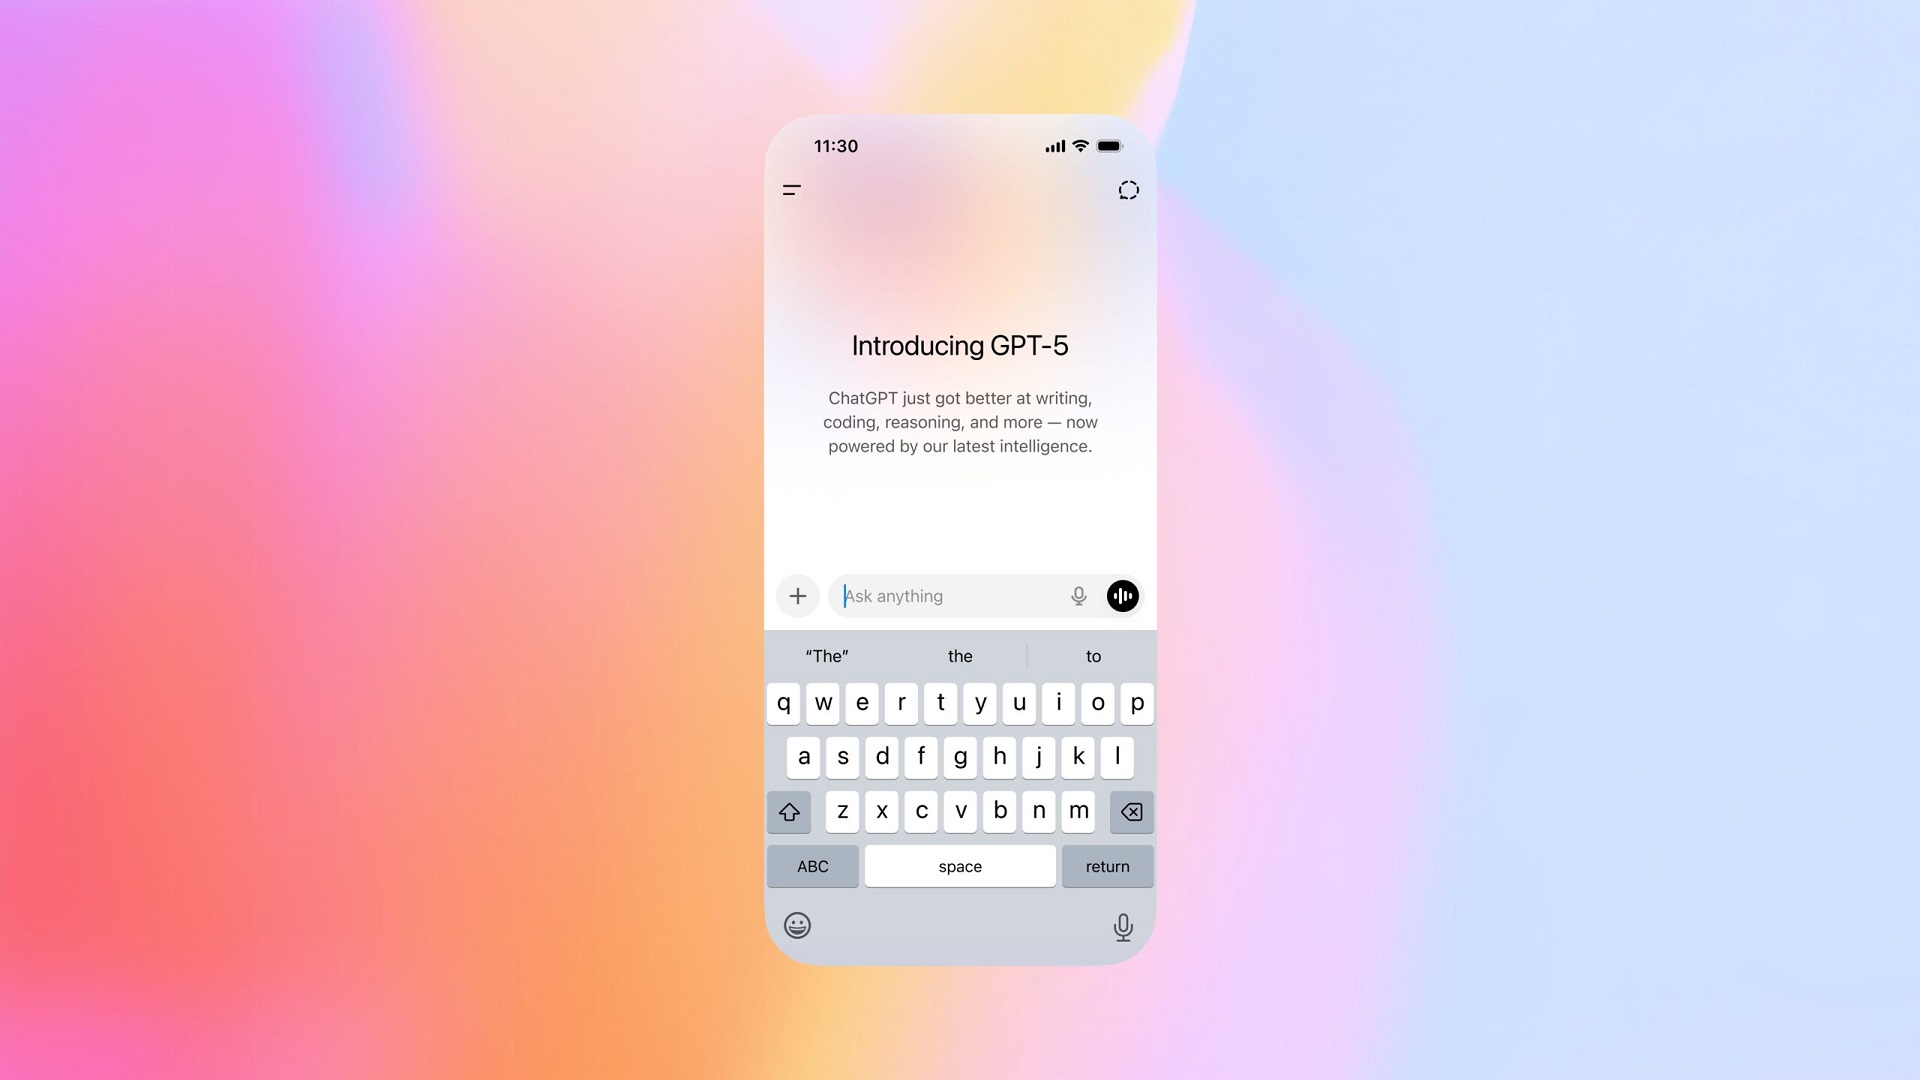 11:30
Introducing GPT-5
ChatGPT just got better at writing,
coding, reasoning, and more — now
powered by our latest intelligence.
Ask anything
“The” the to
q w e r t y u i o p
a s d f g h j k l
z x c v b n m
ABC space return